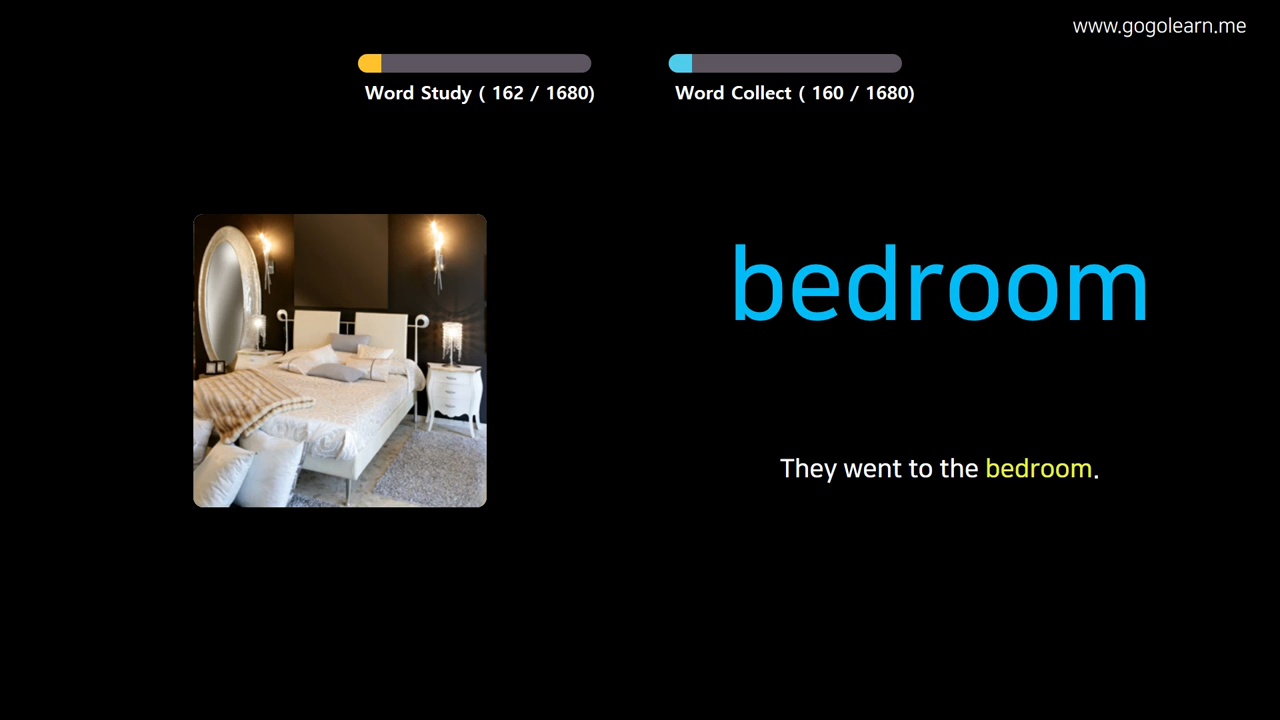 www.gogolearn.me
Word Study ( 162 / 1680)
Word Collect ( 160 / 1680)
bedroom
They went to the bedroom.